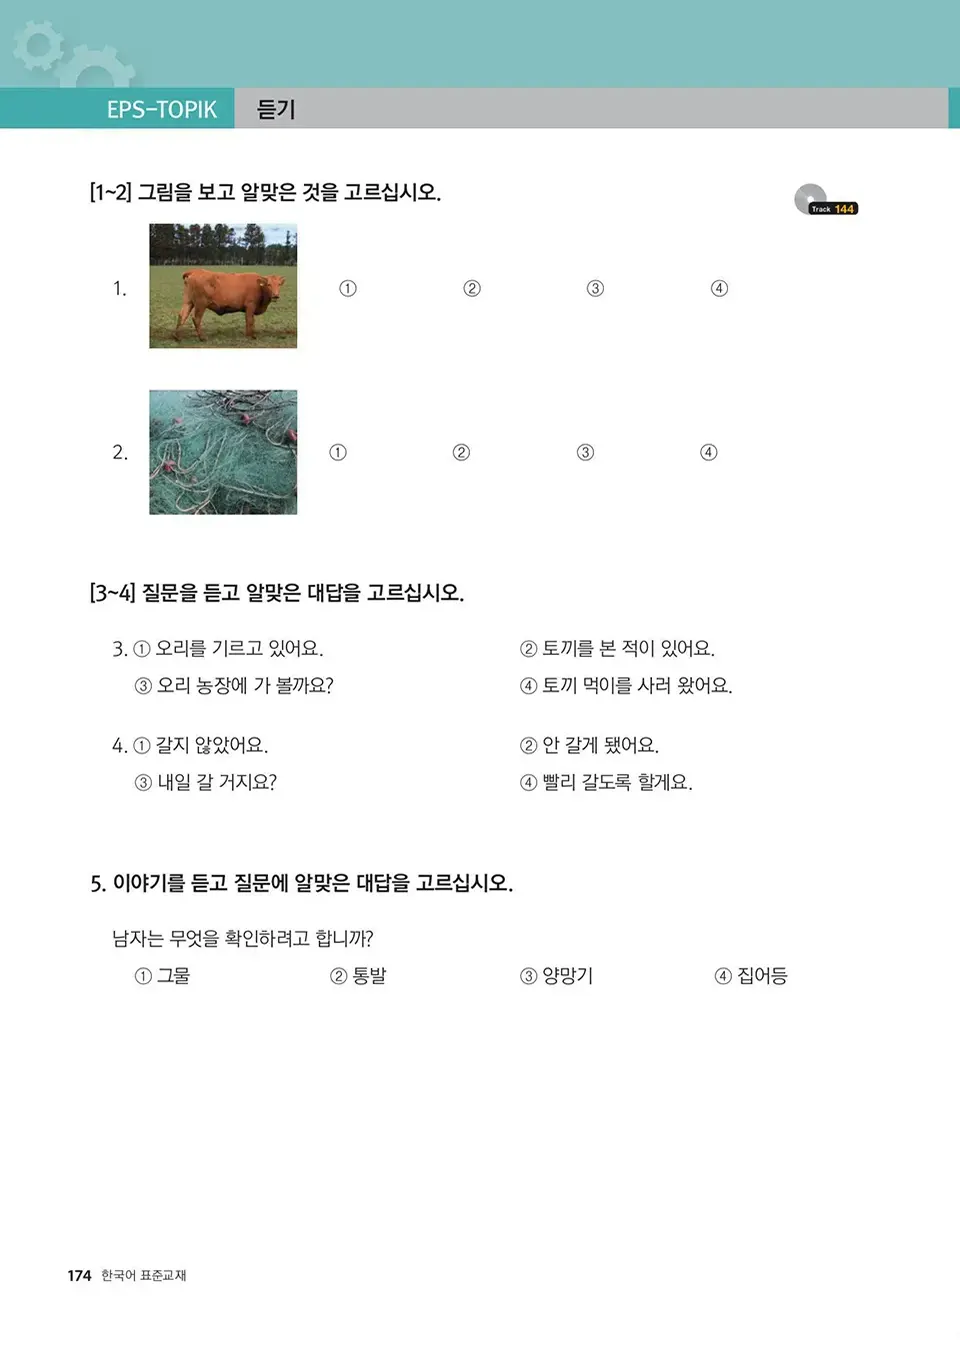 EPS-TOPIK 듣기
[1~2] 그림을 보고 알맞은 것을 고르십시오.
Track 144
1. ① ② ③ ④
2. ① ② ③ ④
[3~4] 질문을 듣고 알맞은 대답을 고르십시오.
3. ① 오리를 기르고 있어요. ② 토끼를 본 적이 있어요.
③ 오리 농장에 가 볼까요? ④ 토끼 먹이를 사러 왔어요.
4. ① 갈지 않았어요. ② 안 갈게 됐어요.
③ 내일 갈 거지요? ④ 빨리 갈도록 할게요.
5. 이야기를 듣고 질문에 알맞은 대답을 고르십시오.
남자는 무엇을 확인하려고 합니까?
① 그물 ② 통발 ③ 양망기 ④ 집어등
174 한국어 표준교재